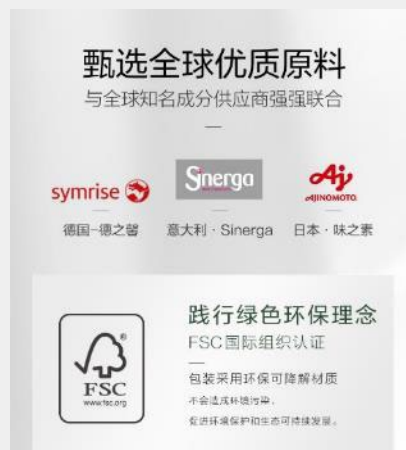 甄选全球优质原料
与全球知名成分供应商强强联合
symrise
Sinerga
AJINOMOTO
德国-德之馨
意大利·Sinerga
日本·味之素
践行绿色环保理念
FSC国际组织认证
FSC
www.fsc.org
包装采用环保可降解材质
不会造成环境污染,
促进环境保护和生态可持续发展。